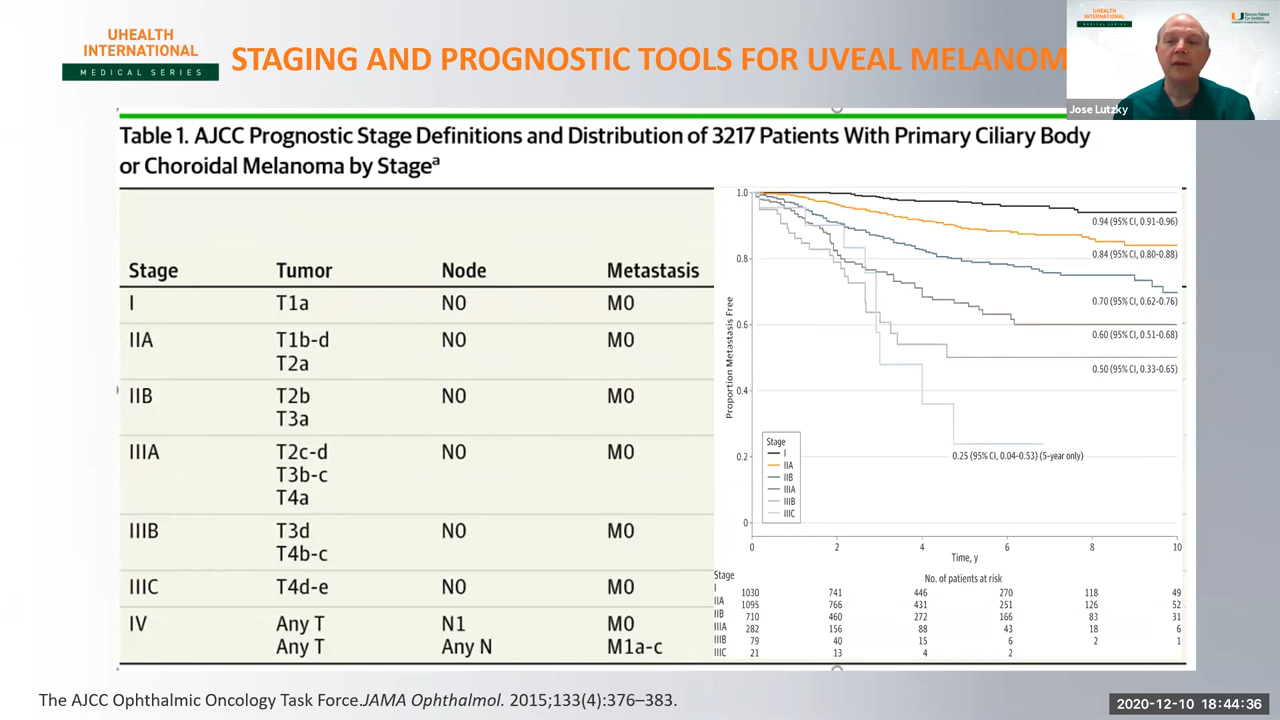 UHEALTH
INTERNATIONAL
MEDICAL SERIES
STAGING AND PROGNOSTIC TOOLS FOR UVEAL MELANOM
UHEALTH
INTERNATIONAL
Jose Lutzky
Table 1. AJCC Prognostic Stage Definitions and Distribution of 3217 Patients With Primary Ciliary Body
or Choroidal Melanoma by Stageᵃ
Stage Tumor Node Metastasis
I T1a N0 M0
IIA T1b-d N0 M0
T2a
IIB T2b N0 M0
T3a
IIIA T2c-d N0 M0
T3b-c
T4a
IIIB T3d N0 M0
T4b-c
IIIC T4d-e N0 M0
IV Any T N1 M0
Any T Any N M1a-c
Proportion Metastasis Free
1.0
0.8
0.6
0.4
0.2
0
0.94 (95% CI, 0.91-0.96)
0.84 (95% CI, 0.80-0.88)
0.70 (95% CI, 0.62-0.76)
0.60 (95% CI, 0.51-0.68)
0.50 (95% CI, 0.33-0.65)
0.25 (95% CI, 0.04-0.53) (5-year only)
Stage
I
IIA
IIB
IIIA
IIIB
IIIC
0 2 4 6 8 10
Time, y
Stage No. of patients at risk
I 1030 741 446 270 118 49
IIA 1095 766 431 251 126 52
IIB 710 460 272 166 83 31
IIIA 282 156 88 43 18 6
IIIB 79 40 15 6 2 1
IIIC 21 13 4 2
The AJCC Ophthalmic Oncology Task Force.JAMA Ophthalmol. 2015;133(4):376–383.
2020-12-10 18:44:36